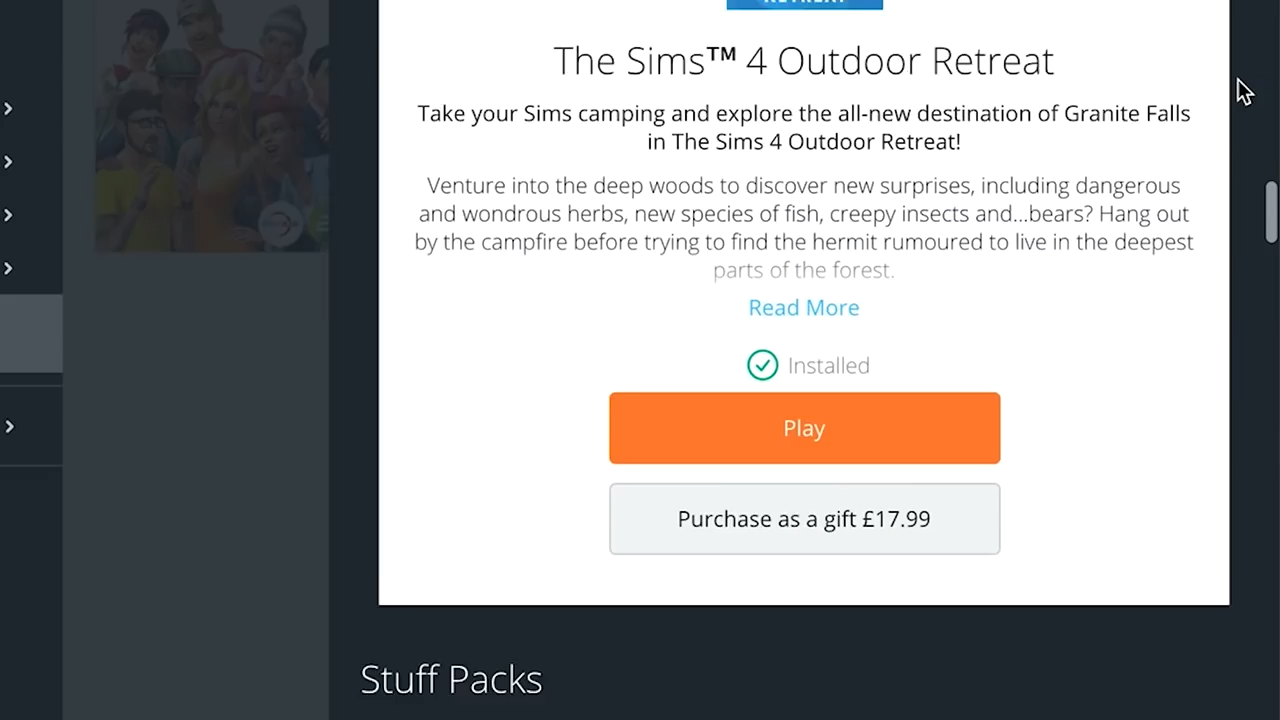 The Sims™ 4 Outdoor Retreat
Take your Sims camping and explore the all-new destination of Granite Falls
in The Sims 4 Outdoor Retreat!
Venture into the deep woods to discover new surprises, including dangerous
and wondrous herbs, new species of fish, creepy insects and...bears? Hang out
by the campfire before trying to find the hermit rumoured to live in the deepest
parts of the forest.
Read More
Installed
Play
Purchase as a gift £17.99
Stuff Packs